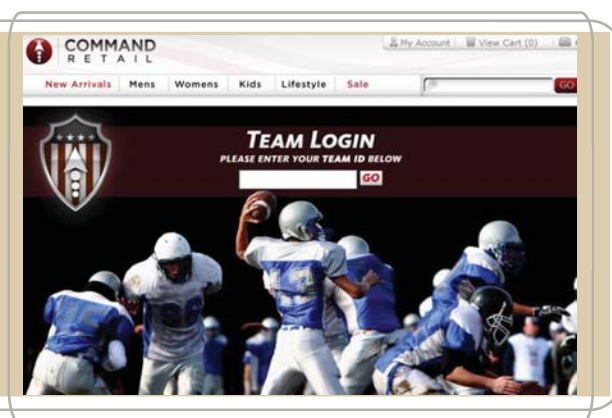 COMMAND
RETAIL
My Account View Cart (0)
New Arrivals Mens Womens Kids Lifestyle Sale
GO
TEAM LOGIN
PLEASE ENTER YOUR TEAM ID BELOW
GO